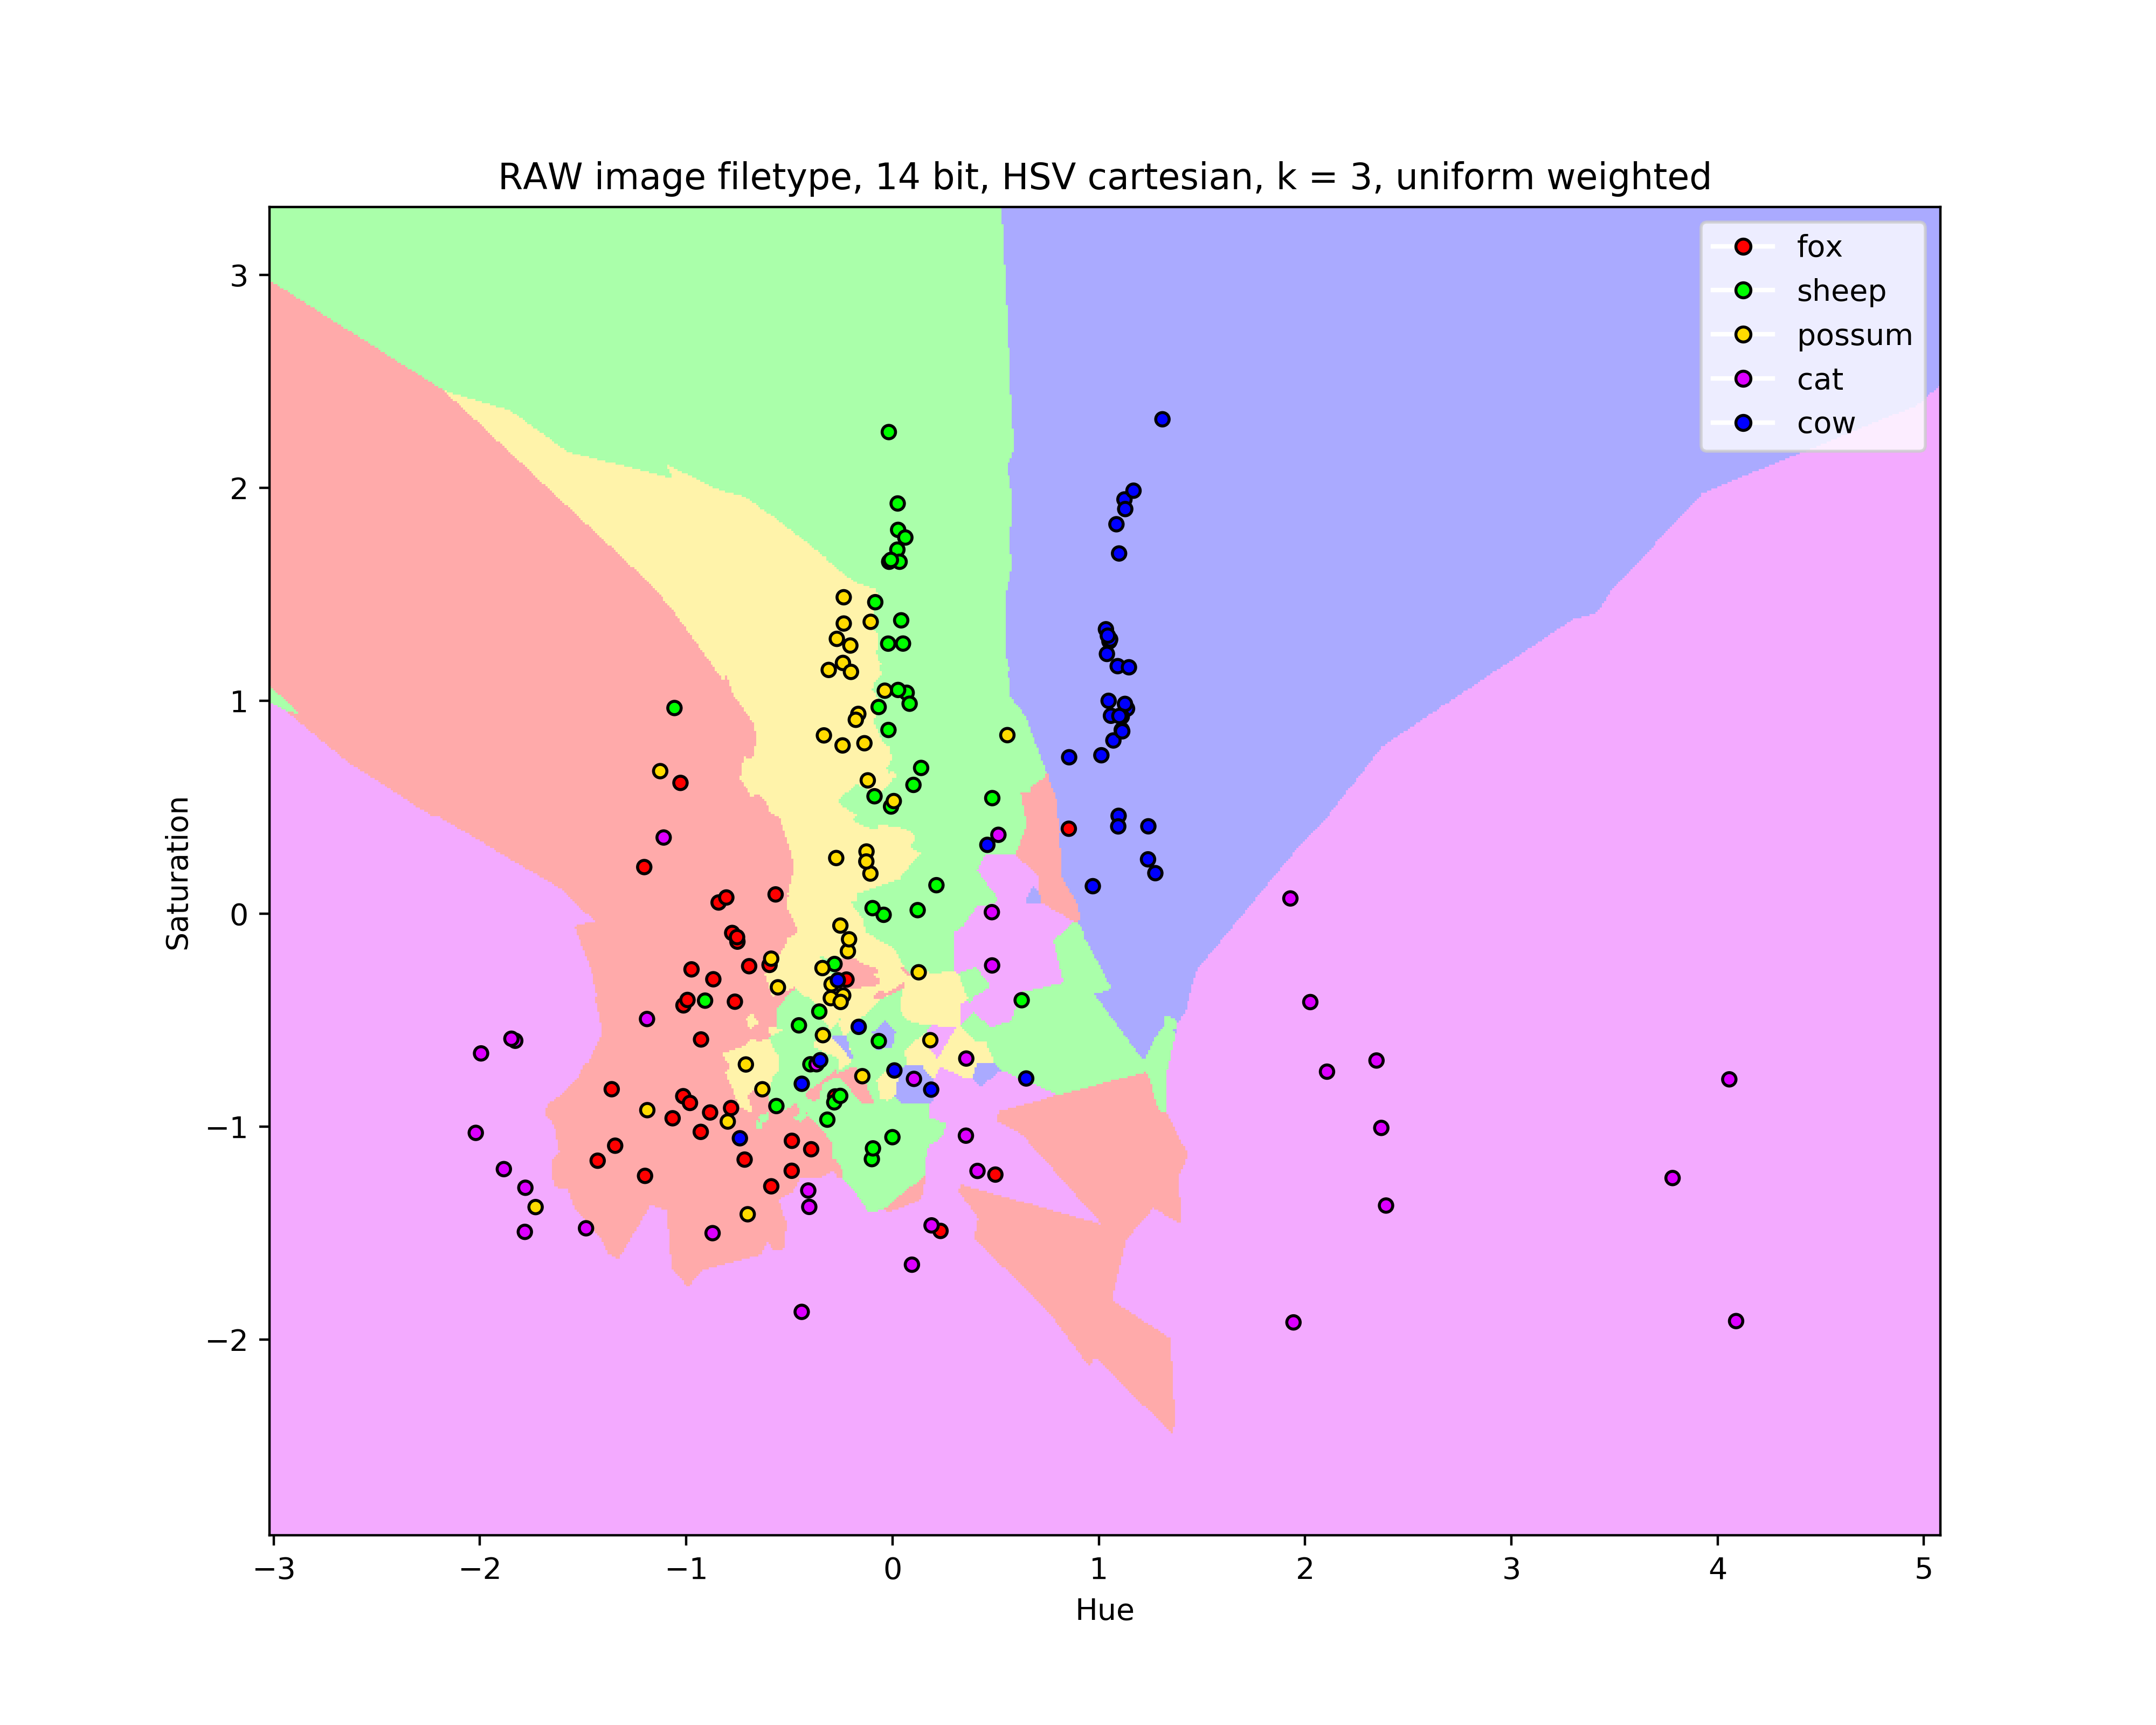 RAW image filetype, 14 bit, HSV cartesian, k = 3, uniform weighted
fox
sheep
possum
cat
cow
3
2
1
0
−1
−2
Saturation
−3
−2
−1
0
1
2
3
4
5
Hue